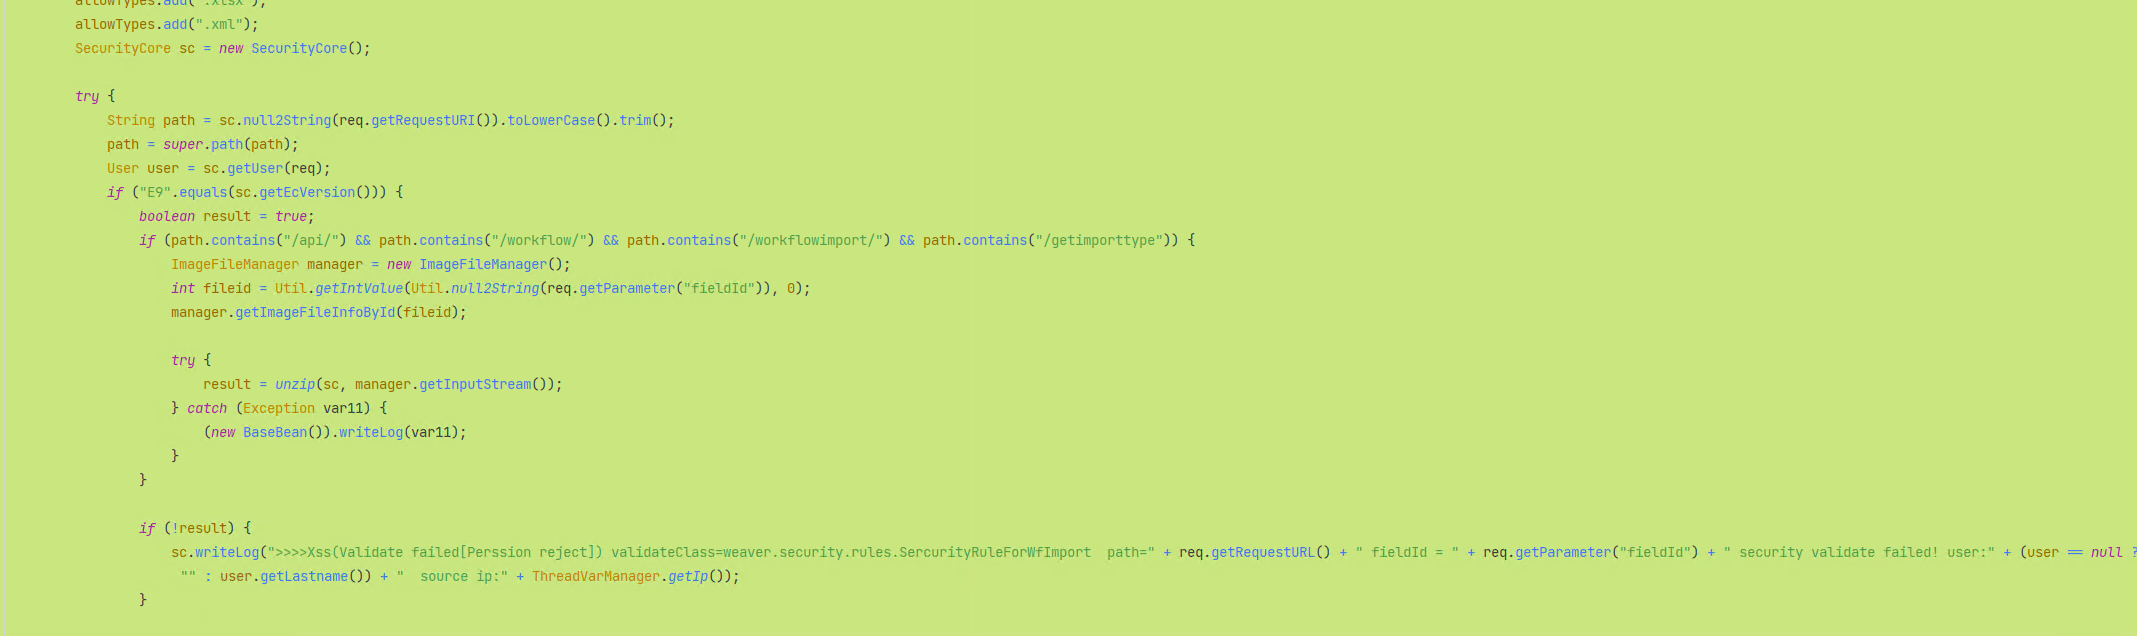 allowTypes.add(".xlsx");
allowTypes.add(".xml");
SecurityCore sc = new SecurityCore();
try {
String path = sc.null2String(req.getRequestURI()).toLowerCase().trim();
path = super.path(path);
User user = sc.getUser(req);
if ("E9".equals(sc.getEcVersion())) {
boolean result = true;
if (path.contains("/api/") && path.contains("/workflow/") && path.contains("/workflowimport/") && path.contains("/getimporttype")) {
ImageFileManager manager = new ImageFileManager();
int fileid = Util.getIntValue(Util.null2String(req.getParameter("fieldId")), 0);
manager.getImageFileInfoById(fileid);
try {
result = unzip(sc, manager.getInputStream());
} catch (Exception var11) {
(new BaseBean()).writeLog(var11);
}
}
if (!result) {
sc.writeLog(">>>>Xss(Validate failed[Perssion reject]) validateClass=weaver.security.rules.SercurityRuleForWfImport  path=" + req.getRequestURL() + " fieldId = " + req.getParameter("fieldId") + " security validate failed! user:" + (user == null ?
"" : user.getLastname()) + "  source ip:" + ThreadVarManager.getIp());
}